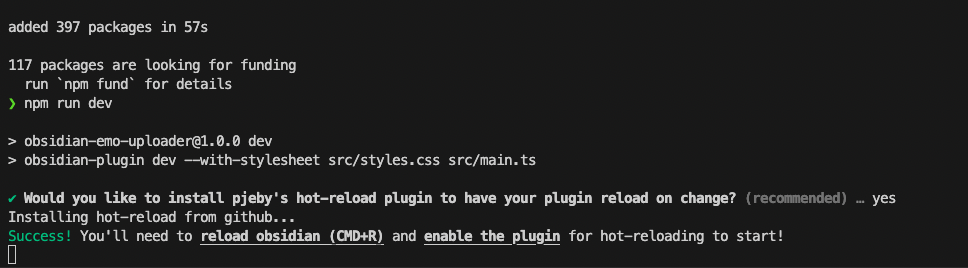 added 397 packages in 57s
117 packages are looking for funding
run `npm fund` for details
❯ npm run dev
> obsidian-emo-uploader@1.0.0 dev
> obsidian-plugin dev --with-stylesheet src/styles.css src/main.ts
✔ Would you like to install pjeby's hot-reload plugin to have your plugin reload on change? (recommended) … yes
Installing hot-reload from github...
Success! You'll need to reload obsidian (CMD+R) and enable the plugin for hot-reloading to start!